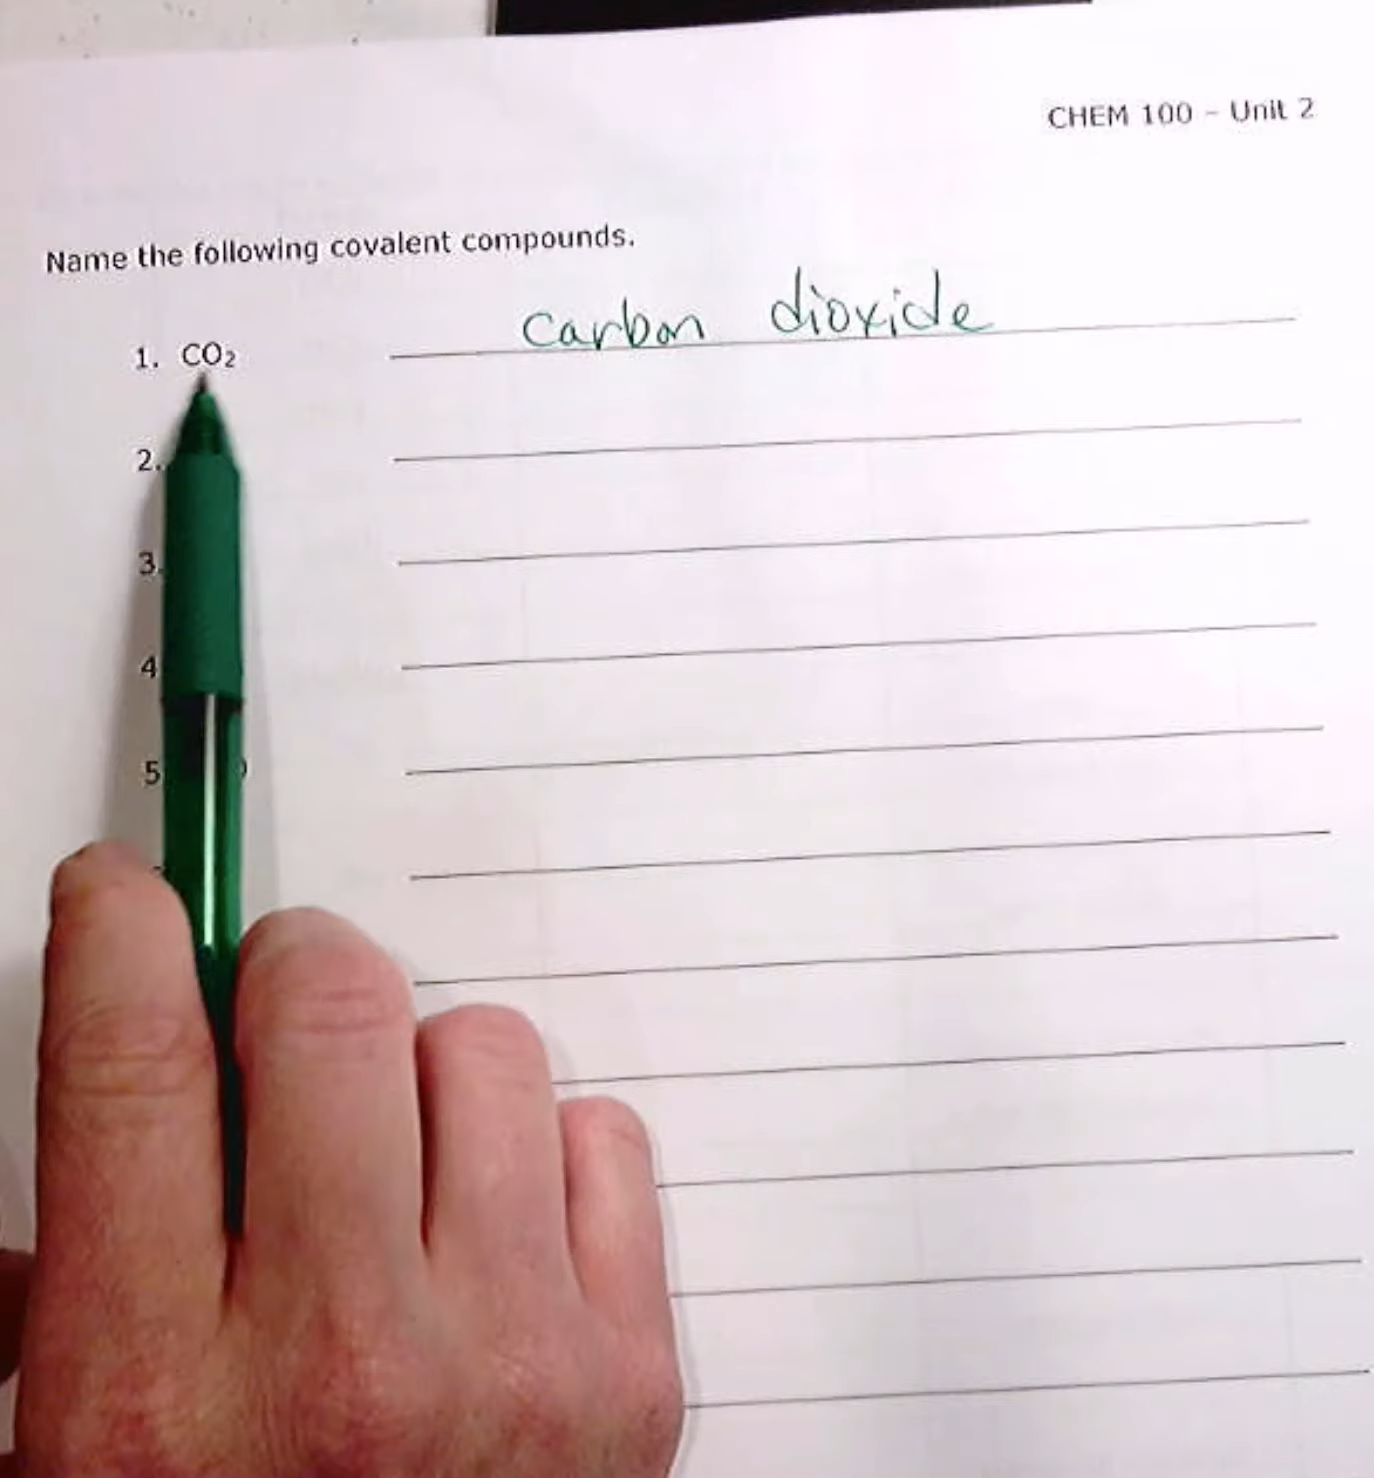 CHEM 100 - Unit 2
Name the following covalent compounds.
1. CO₂ carbon dioxide
2.
3.
4
5